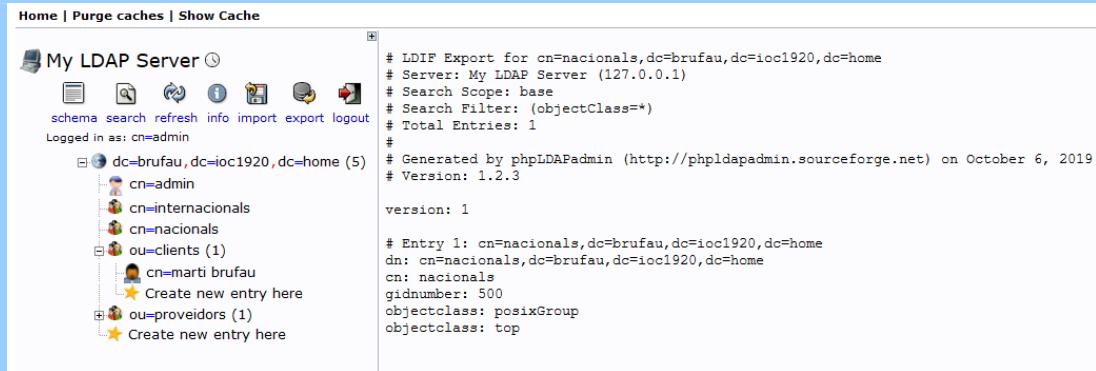 Home | Purge caches | Show Cache
My LDAP Server
schema search refresh info import export logout
Logged in as: cn=admin
dc=brufau,dc=ioc1920,dc=home (5)
cn=admin
cn=internacionals
cn=nacionals
ou=clients (1)
cn=marti brufau
Create new entry here
ou=proveidors (1)
Create new entry here
# LDIF Export for cn=nacionals,dc=brufau,dc=ioc1920,dc=home
# Server: My LDAP Server (127.0.0.1)
# Search Scope: base
# Search Filter: (objectClass=*)
# Total Entries: 1
#
# Generated by phpLDAPadmin (http://phpldapadmin.sourceforge.net) on October 6, 2019
# Version: 1.2.3
version: 1
# Entry 1: cn=nacionals,dc=brufau,dc=ioc1920,dc=home
dn: cn=nacionals,dc=brufau,dc=ioc1920,dc=home
cn: nacionals
gidnumber: 500
objectclass: posixGroup
objectclass: top